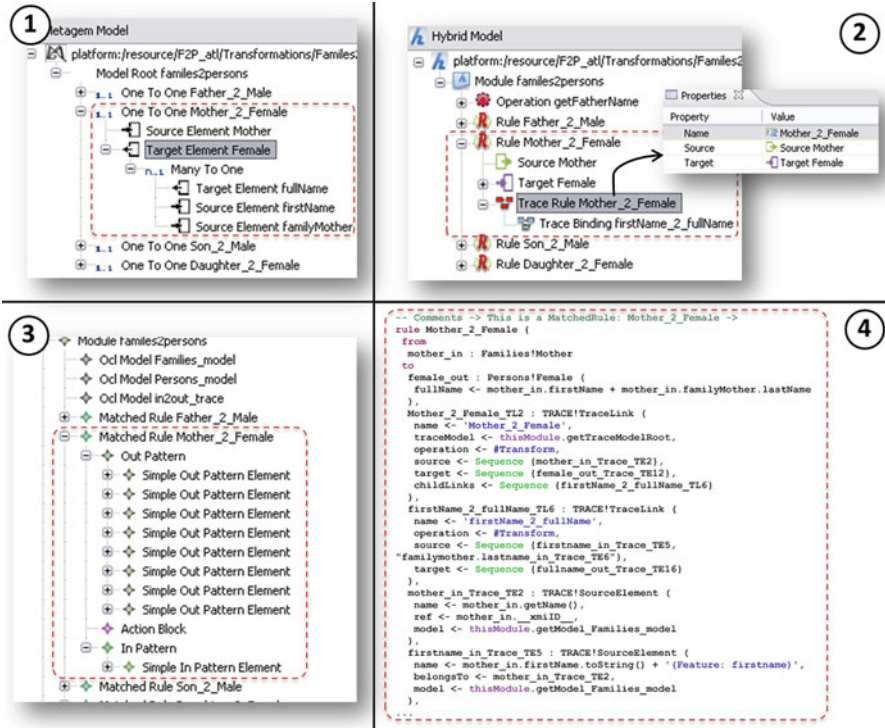 1
Metagem Model
platform:/resource/F2P_atl/Transformations/Familes2
Model Root familes2persons
1..1 One To One Father_2_Male
1..1 One To One Mother_2_Female
Source Element Mother
Target Element Female
n..1 Many To One
Target Element fullName
Source Element firstName
Source Element familyMother
1..1 One To One Son_2_Male
1..1 One To One Daughter_2_Female
2
h Hybrid Model
h platform:/resource/F2P_atl/Transformations/Familes2
Module familes2persons
Operation getFatherName
R Rule Father_2_Male
R Rule Mother_2_Female
Source Mother
Target Female
Trace Rule Mother_2_Female
Trace Binding firstName_2_fullName
R Rule Son_2_Male
R Rule Daughter_2_Female
Properties
Property Value
Name Mother_2_Female
Source Source Mother
Target Target Female
3
Module familes2persons
Ocl Model Families_model
Ocl Model Persons_model
Ocl Model in2out_trace
Matched Rule Father_2_Male
Matched Rule Mother_2_Female
Out Pattern
Simple Out Pattern Element
Simple Out Pattern Element
Simple Out Pattern Element
Simple Out Pattern Element
Simple Out Pattern Element
Simple Out Pattern Element
Simple Out Pattern Element
Simple Out Pattern Element
Action Block
In Pattern
Simple In Pattern Element
Matched Rule Son_2_Male
4
-- Comments -> This is a MatchedRule: Mother_2_Female ->
rule Mother_2_Female {
from
mother_in : Families!Mother
to
female_out : Persons!Female (
fullName <- mother_in.firstName + mother_in.familyMother.lastName
),
Mother_2_Female_TL2 : TRACE!TraceLink (
name <- 'Mother_2_Female',
traceModel <- thisModule.getTraceModelRoot,
operation <- #Transform,
source <- Sequence {mother_in_Trace_TE2},
target <- Sequence {female_out_Trace_TE12},
childLinks <- Sequence {firstName_2_fullName_TL6}
),
firstName_2_fullName_TL6 : TRACE!TraceLink (
name <- 'firstName_2_fullName',
operation <- #Transform,
source <- Sequence {firstname_in_Trace_TE5,
"familymother.lastname_in_Trace_TE6"},
target <- Sequence {fullname_out_Trace_TE16}
),
mother_in_Trace_TE2 : TRACE!SourceElement (
name <- mother_in.getName(),
ref <- mother_in.__xmiID__,
model <- thisModule.getModel_Families_model
),
firstname_in_Trace_TE5 : TRACE!SourceElement (
name <- mother_in.firstName.toString() + '(Feature: firstname)',
belongsTo <- mother_in_Trace_TE2,
model <- thisModule.getModel_Families_model
),
...